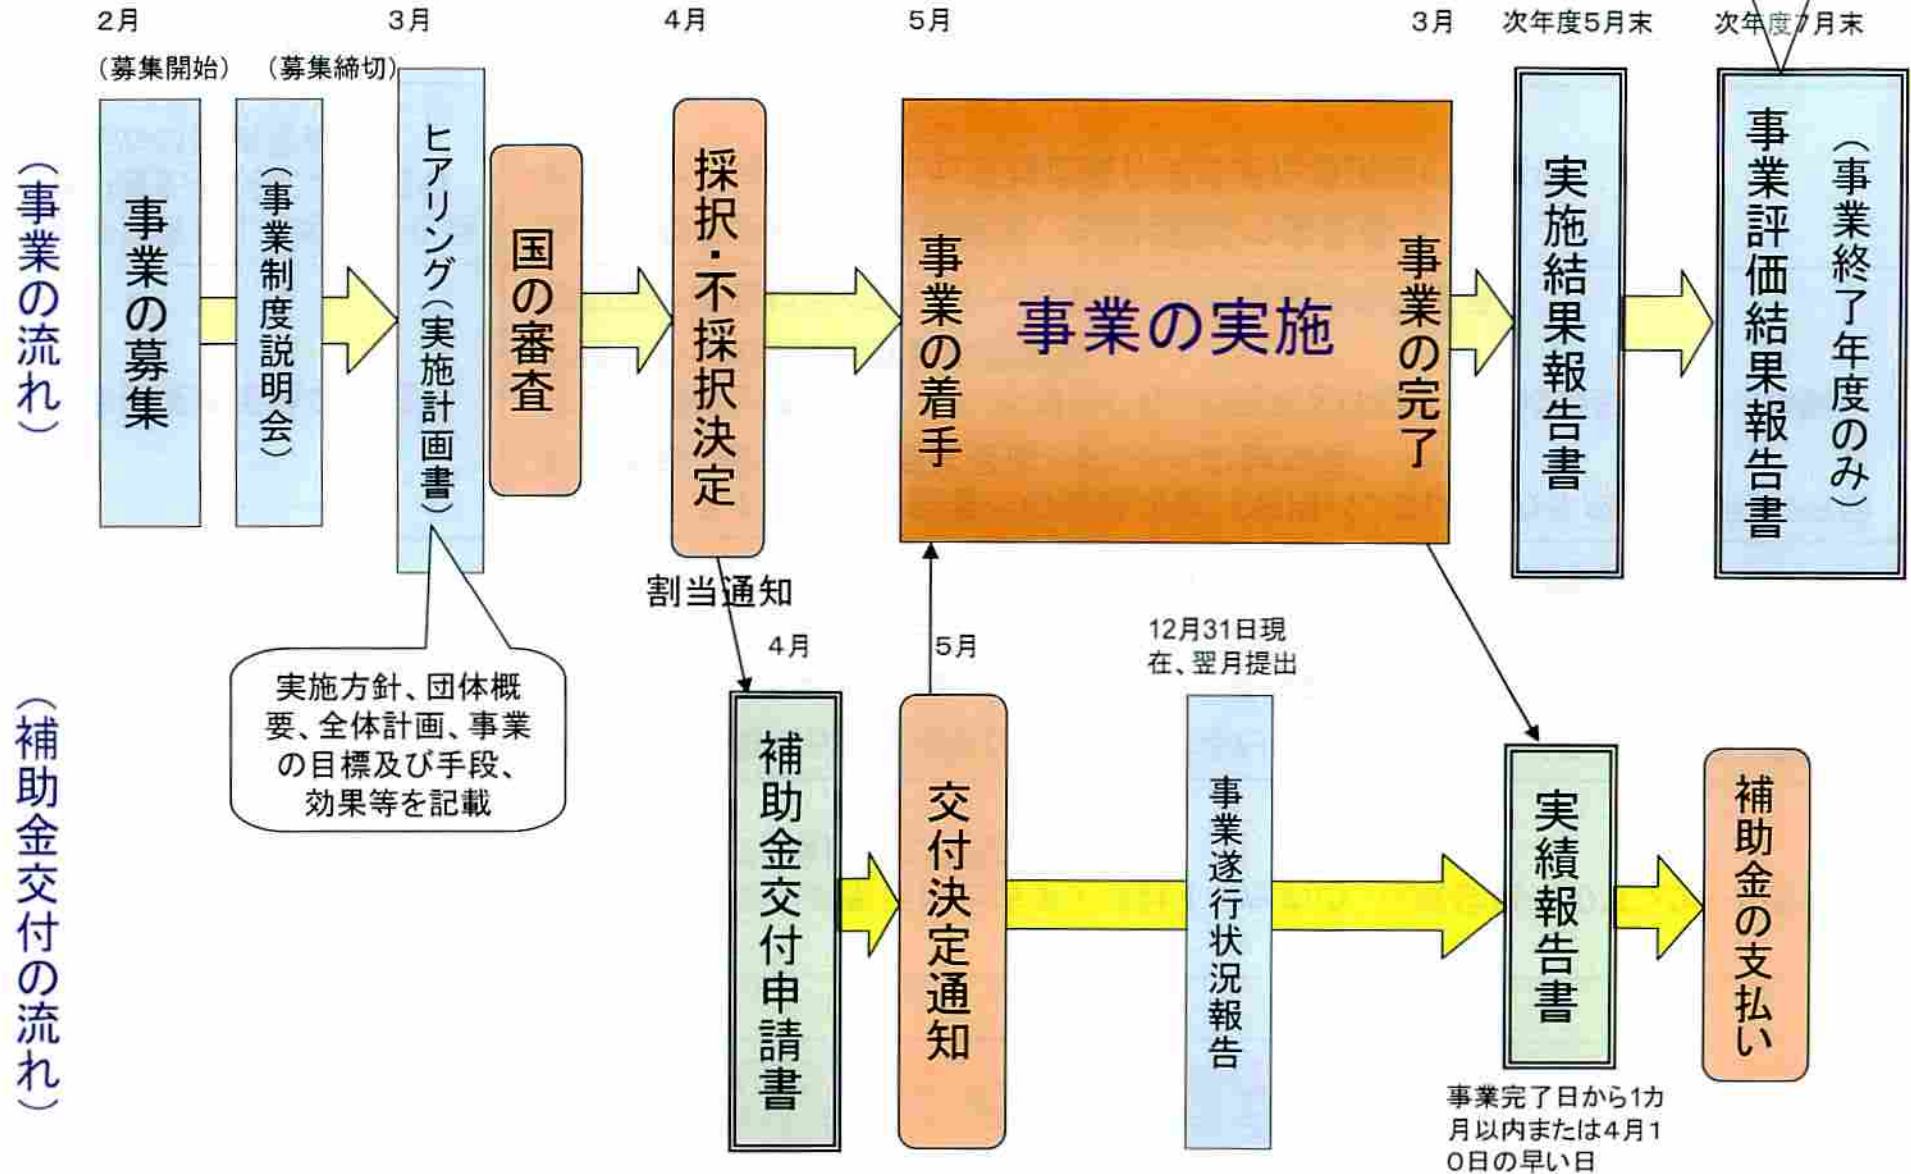 2月
3月
4月
5月
3月
次年度5月末
次年度7月末
（募集開始）
（募集締切）
（事業の流れ）
事業の募集
（事業制度説明会）
ヒアリング（実施計画書）
国の審査
採択・不採択決定
事業の着手
事業の実施
事業の完了
実施結果報告書
事業評価結果報告書
（事業終了年度のみ）
割当通知
実施方針、団体概
要、全体計画、事業
の目標及び手段、
効果等を記載
（補助金交付の流れ）
4月
5月
12月31日現
在、翌月提出
補助金交付申請書
交付決定通知
事業遂行状況報告
実績報告書
補助金の支払い
事業完了日から1カ
月以内または4月1
0日の早い日